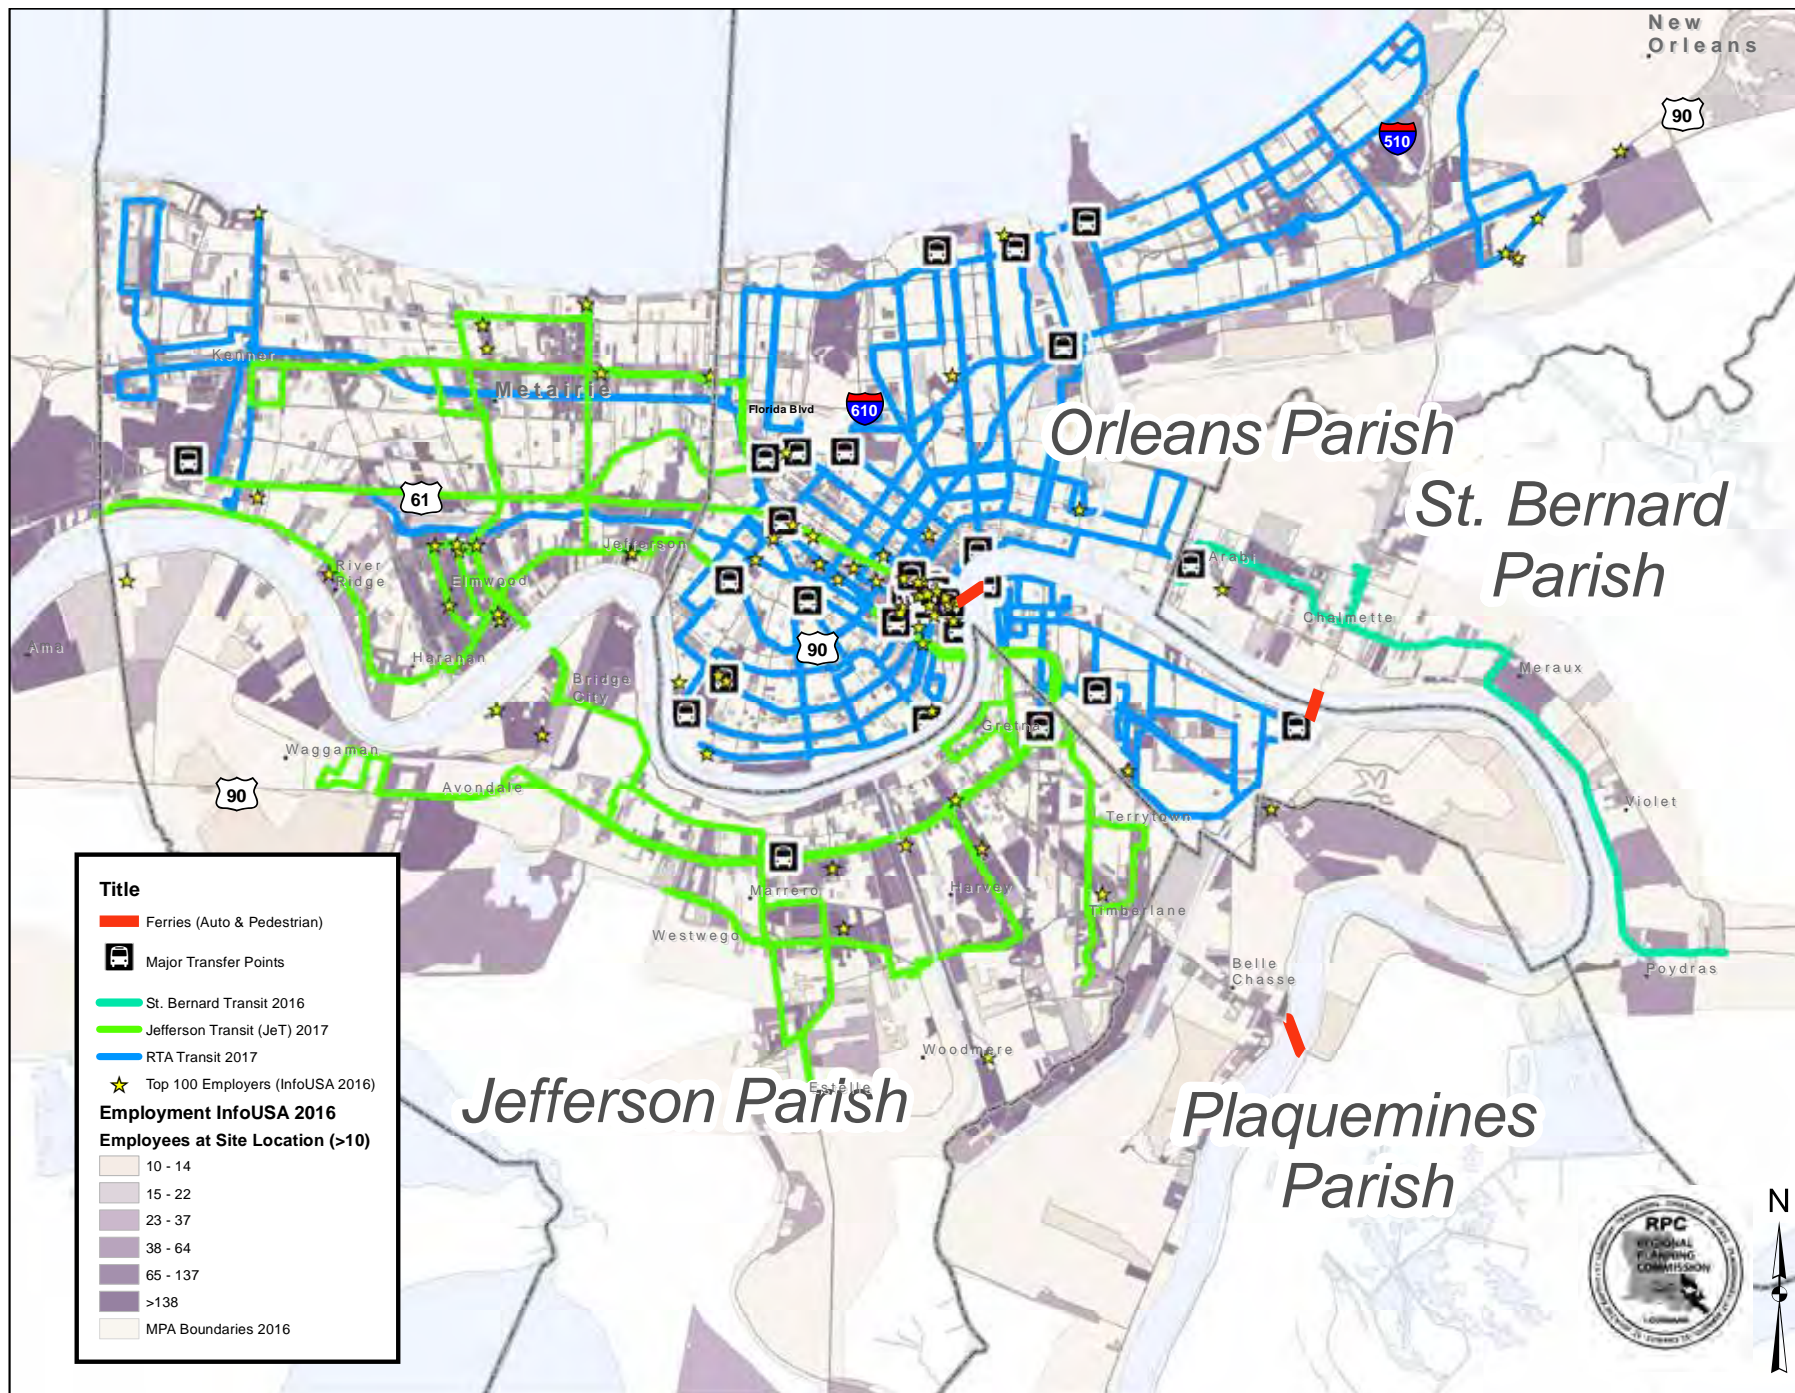 New
Orleans
90
510
Kenner
Metairie
Florida Blvd
610
Orleans Parish
St. Bernard
Parish
61
Jefferson
River
Ridge
Elmwood
Arabi
Chalmette
Ama
Harahan
90
Meraux
Bridge
City
Gretna
Waggaman
90
Avondale
Terrytown
Violet
Marrero
Harvey
Timberlane
Westwego
Belle
Chasse
Poydras
Woodmere
Estelle
Jefferson Parish
Plaquemines
Parish
Title
Ferries (Auto & Pedestrian)
Major Transfer Points
St. Bernard Transit 2016
Jefferson Transit (JeT) 2017
RTA Transit 2017
Top 100 Employers (InfoUSA 2016)
Employment InfoUSA 2016
Employees at Site Location (>10)
10 - 14
15 - 22
23 - 37
38 - 64
65 - 137
>138
MPA Boundaries 2016
RPC
REGIONAL
PLANNING
COMMISSION
N